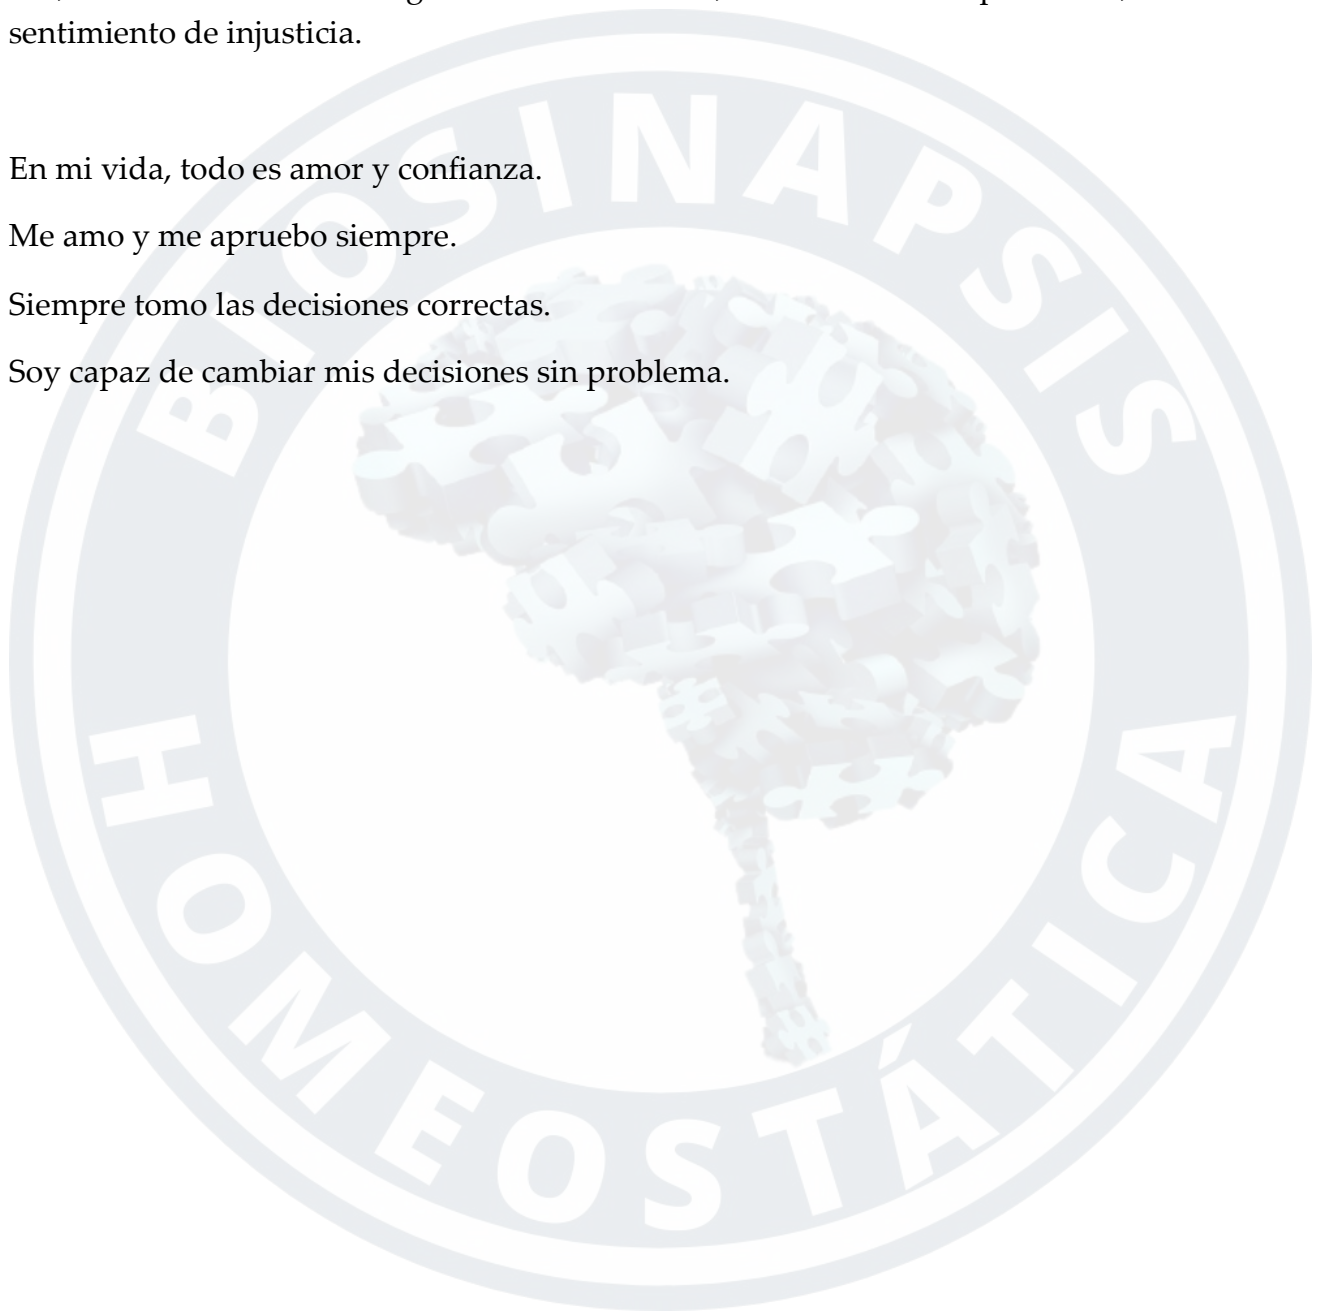 sentimiento de injusticia.
En mi vida, todo es amor y confianza.
Me amo y me apruebo siempre.
Siempre tomo las decisiones correctas.
Soy capaz de cambiar mis decisiones sin problema.
BIOSINAPSIS
HOMEOSTÁTICA